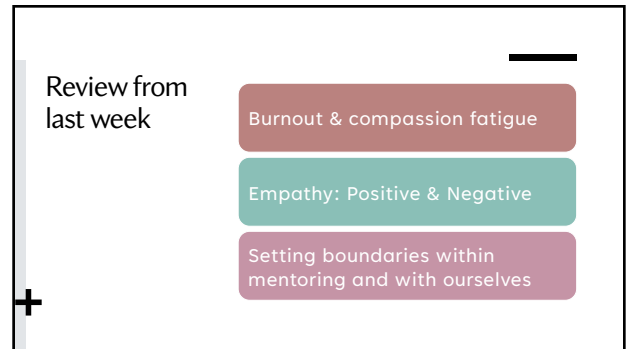 Review from
last week
Burnout & compassion fatigue
Empathy: Positive & Negative
Setting boundaries within
mentoring and with ourselves